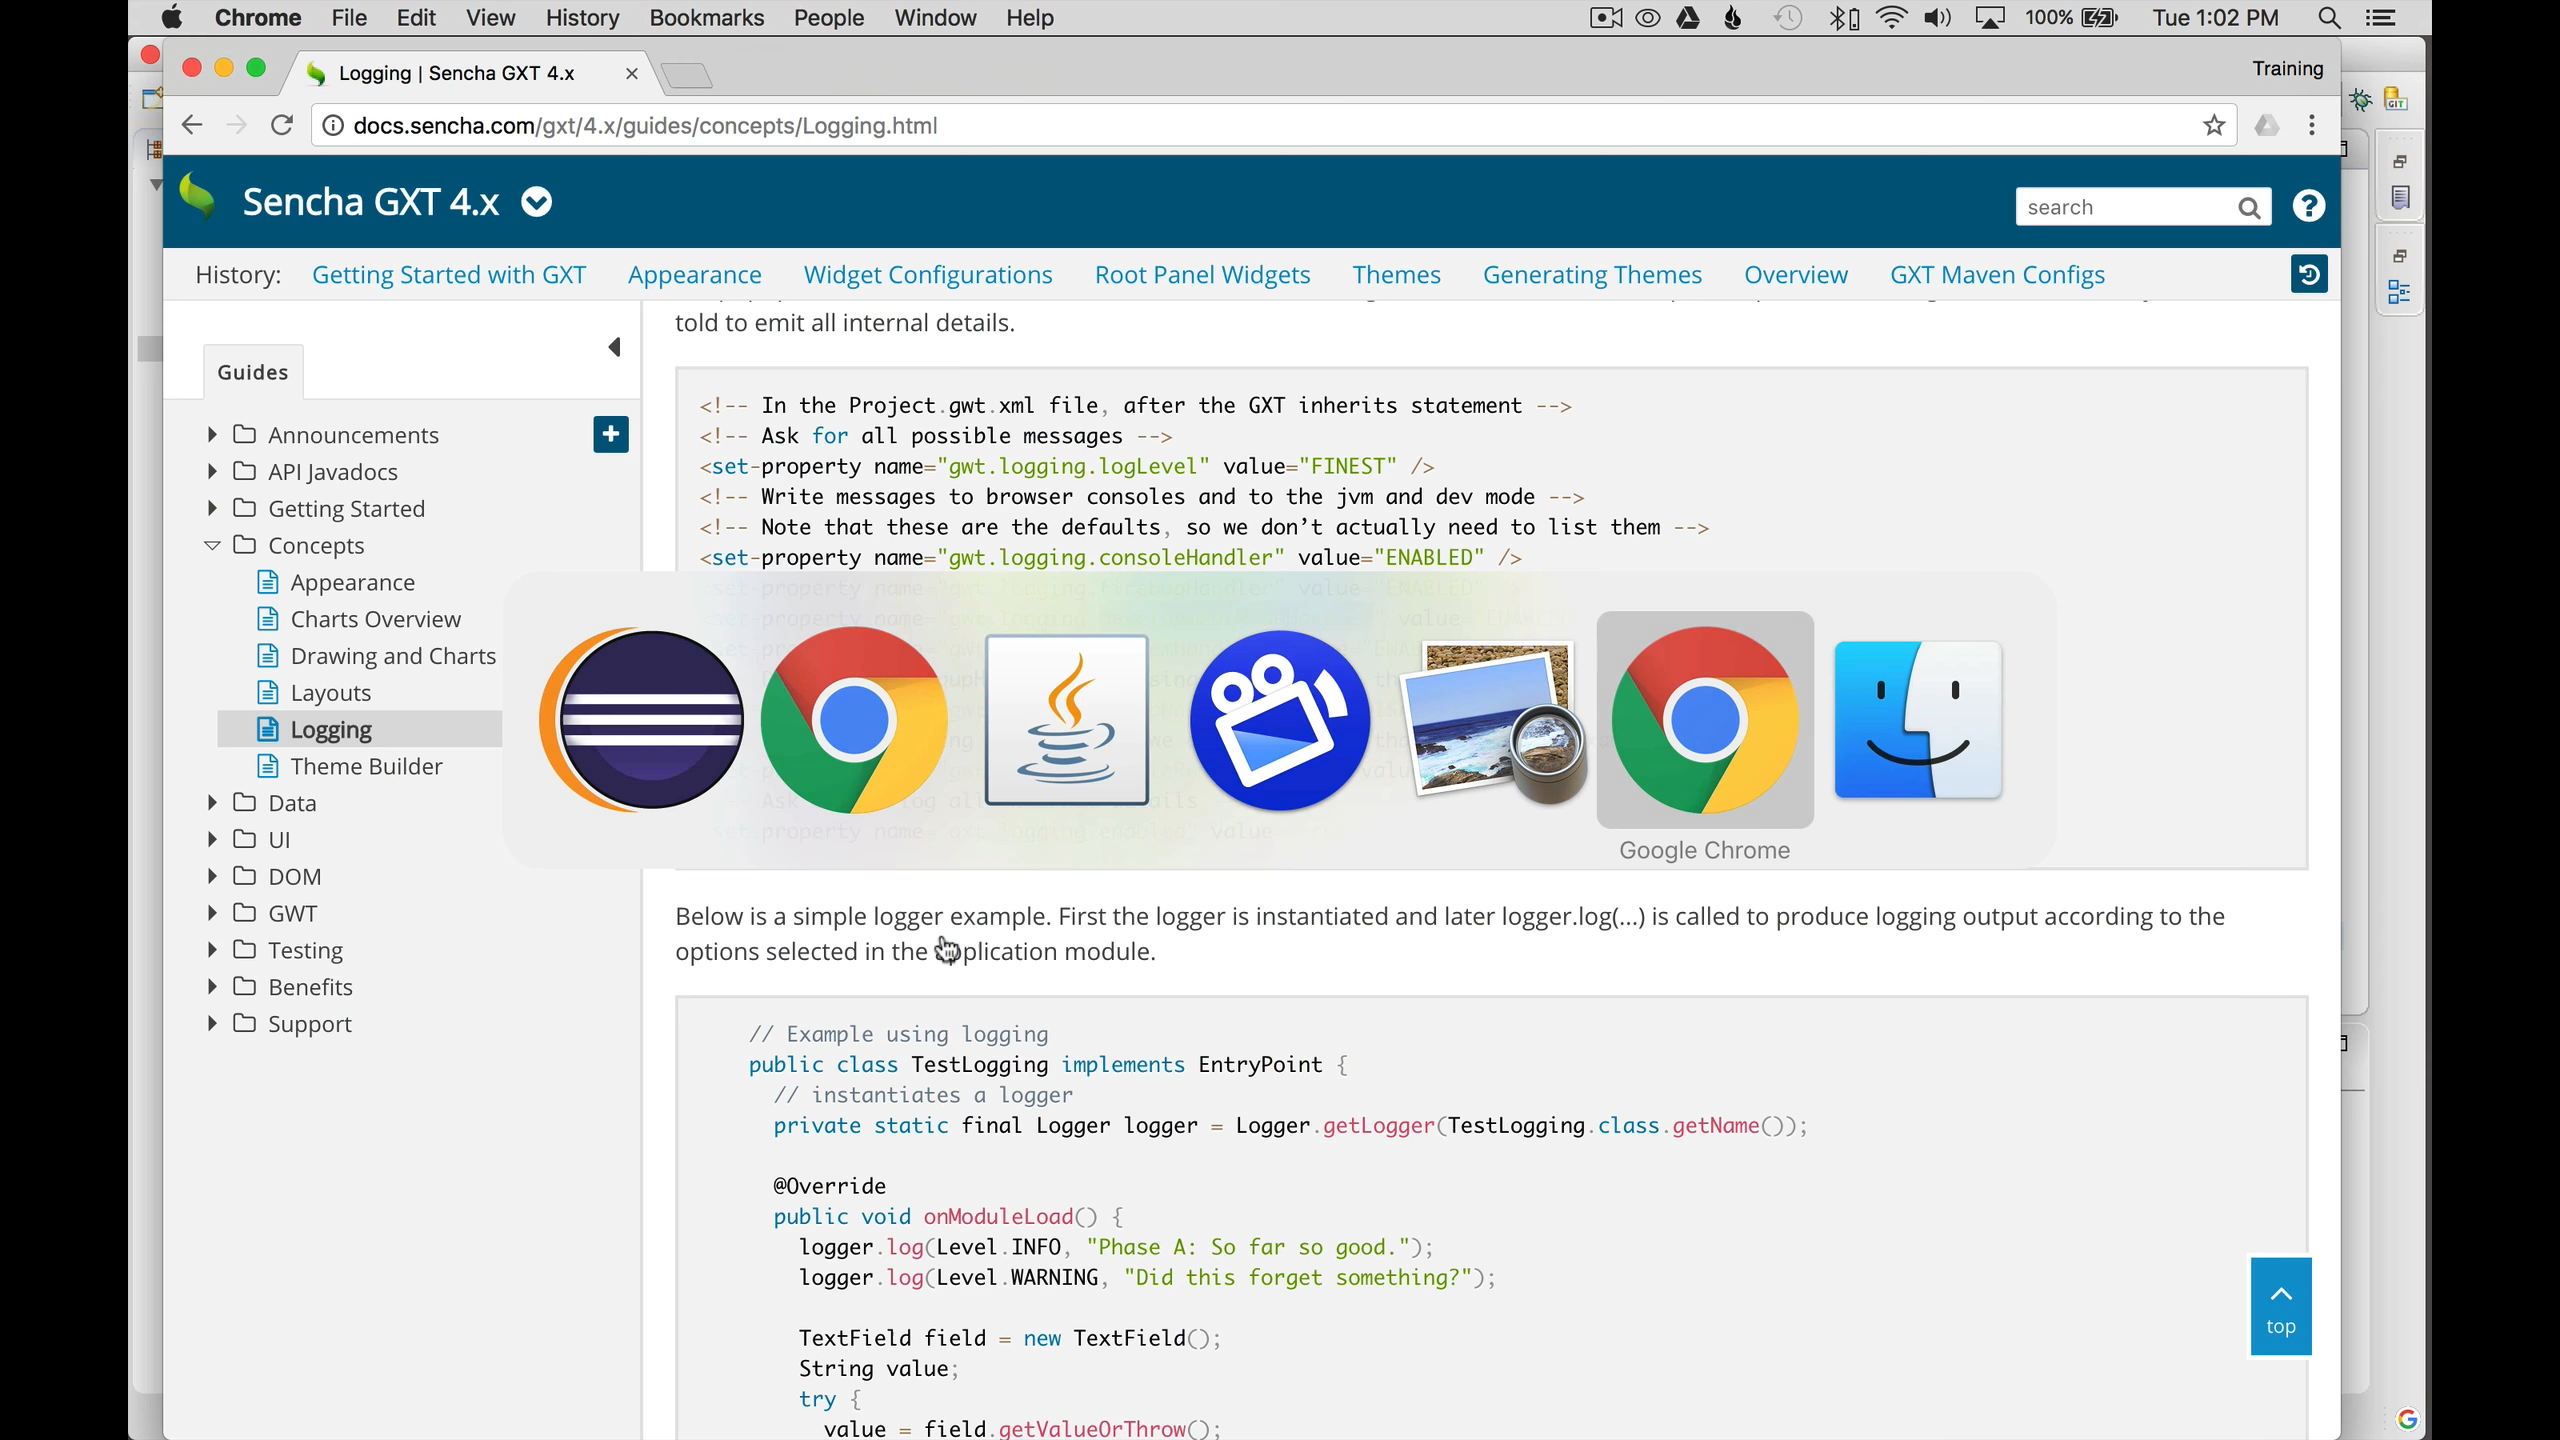 Chrome File Edit View History Bookmarks People Window Help 100% Tue 1:02 PM
Logging | Sencha GXT 4.x Training
docs.sencha.com/gxt/4.x/guides/concepts/Logging.html
Sencha GXT 4.x search
History: Getting Started with GXT Appearance Widget Configurations Root Panel Widgets Themes Generating Themes Overview GXT Maven Configs
told to emit all internal details.
Guides
Announcements
API Javadocs
Getting Started
Concepts
Appearance
Charts Overview
Drawing and Charts
Layouts
Logging
Theme Builder
Data
UI
DOM
GWT
Testing
Benefits
Support
<!-- In the Project.gwt.xml file, after the GXT inherits statement -->
<!-- Ask for all possible messages -->
<set-property name="gwt.logging.logLevel" value="FINEST" />
<!-- Write messages to browser consoles and to the jvm and dev mode -->
<!-- Note that these are the defaults, so we don’t actually need to list them -->
<set-property name="gwt.logging.consoleHandler" value="ENABLED" />
Google Chrome
Below is a simple logger example. First the logger is instantiated and later logger.log(...) is called to produce logging output according to the
options selected in the application module.
// Example using logging
public class TestLogging implements EntryPoint {
// instantiates a logger
private static final Logger logger = Logger.getLogger(TestLogging.class.getName());
@Override
public void onModuleLoad() {
logger.log(Level.INFO, "Phase A: So far so good.");
logger.log(Level.WARNING, "Did this forget something?");
TextField field = new TextField();
String value;
try {
value = field.getValueOrThrow();
top
GIT